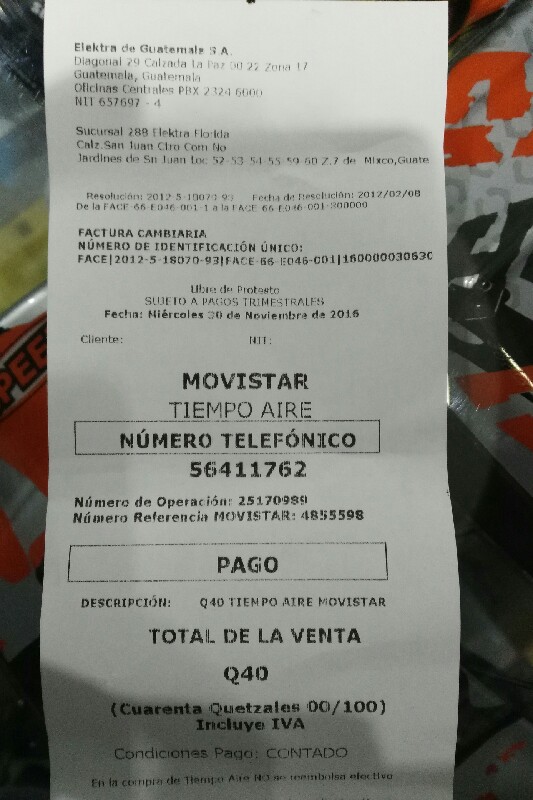 Elektra de Guatemala S.A.
Diagonal 29 Calzada La Paz 00 22 Zona 17
Guatemala, Guatemala
Oficinas Centrales PBX 2324 6000
NIT 657697 - 4
Sucursal 288 Elektra Florida
Calz.San Juan Ctro Com No
Jardines de Sn Juan Loc 52-53-54-55-59-60 Z.7 de Mixco,Guate
Resolución: 2012-5-18070-93 Fecha de Resolución: 2012/02/08
De la FACE-66-E046-001-1 a la FACE-66-E046-001-200000
FACTURA CAMBIARIA
NÚMERO DE IDENTIFICACIÓN ÚNICO:
FACE|2012-5-18070-93|FACE-66-E046-001|16000003063C
Libre de Protesto
SUJETO A PAGOS TRIMESTRALES
Fecha: Miércoles 30 de Noviembre de 2016
Cliente: NIT:
MOVISTAR
TIEMPO AIRE
NÚMERO TELEFÓNICO
56411762
Número de Operación: 25170989
Número Referencia MOVISTAR: 4855598
PAGO
DESCRIPCIÓN: Q40 TIEMPO AIRE MOVISTAR
TOTAL DE LA VENTA
Q40
(Cuarenta Quetzales 00/100)
Incluye IVA
Condiciones Pago: CONTADO
En la compra de Tiempo Aire NO se reembolsa efectivo